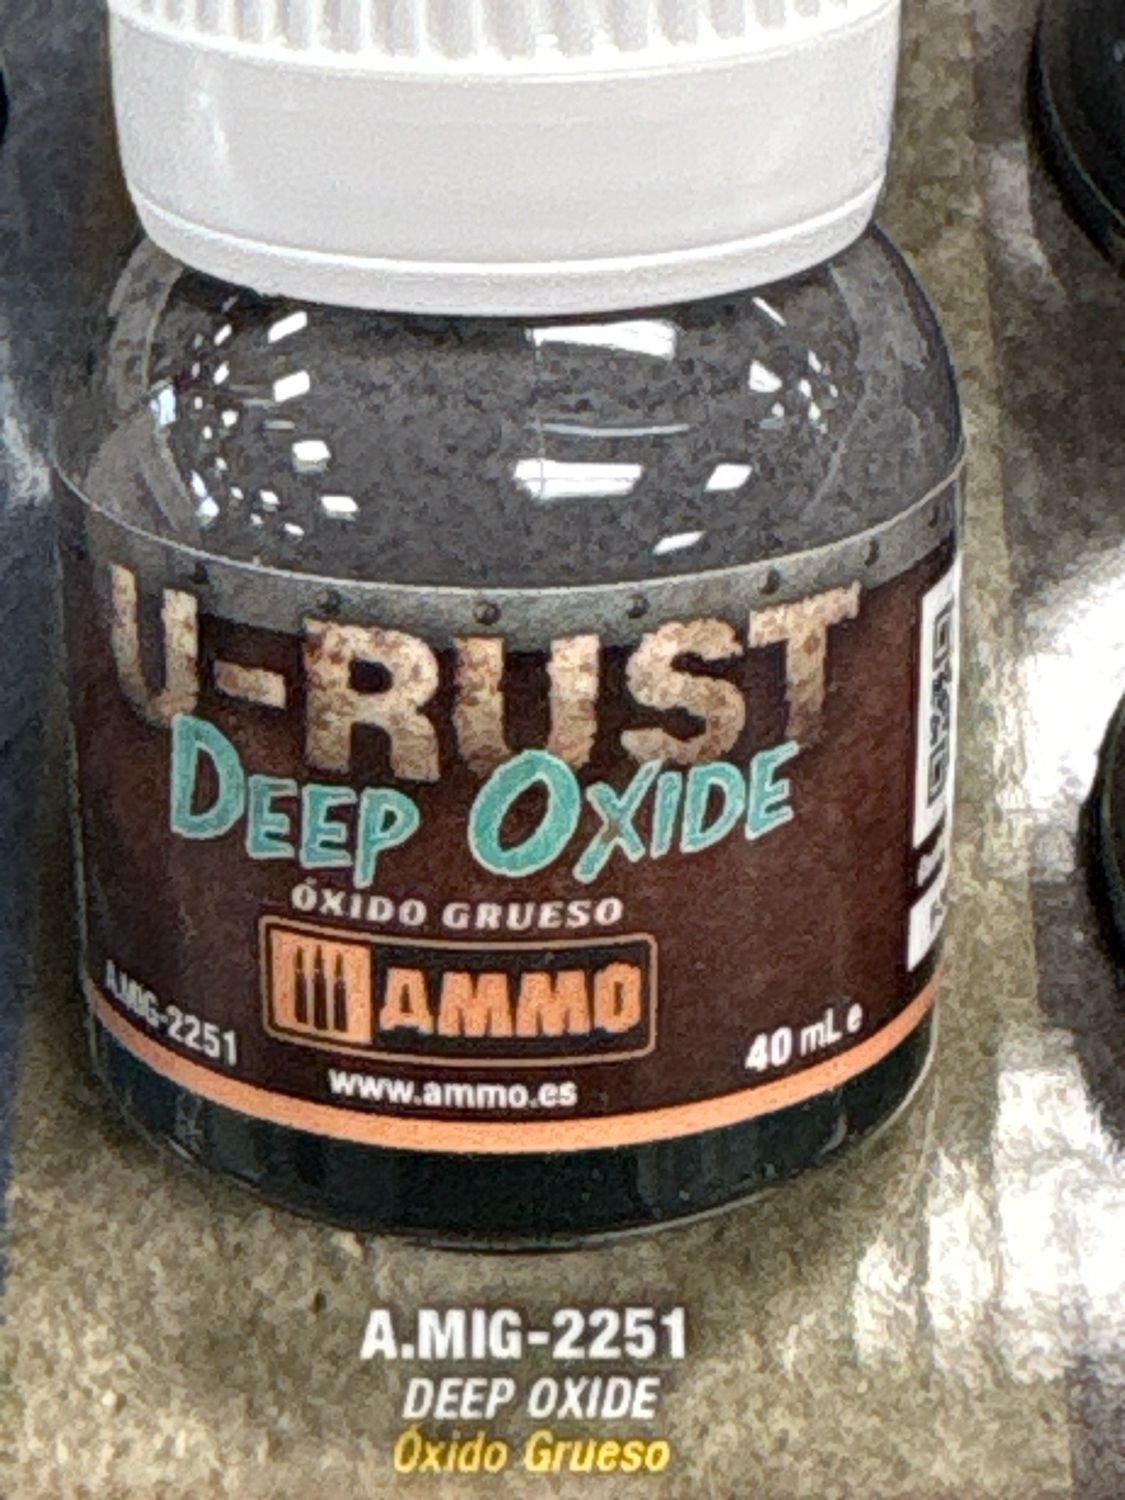 U-RUST
DEEP OXIDE
ÓXIDO GRUESO
AMMO
A.MIG-2251
40 mL e
www.ammo.es
A.MIG-2251
DEEP OXIDE
Óxido Grueso